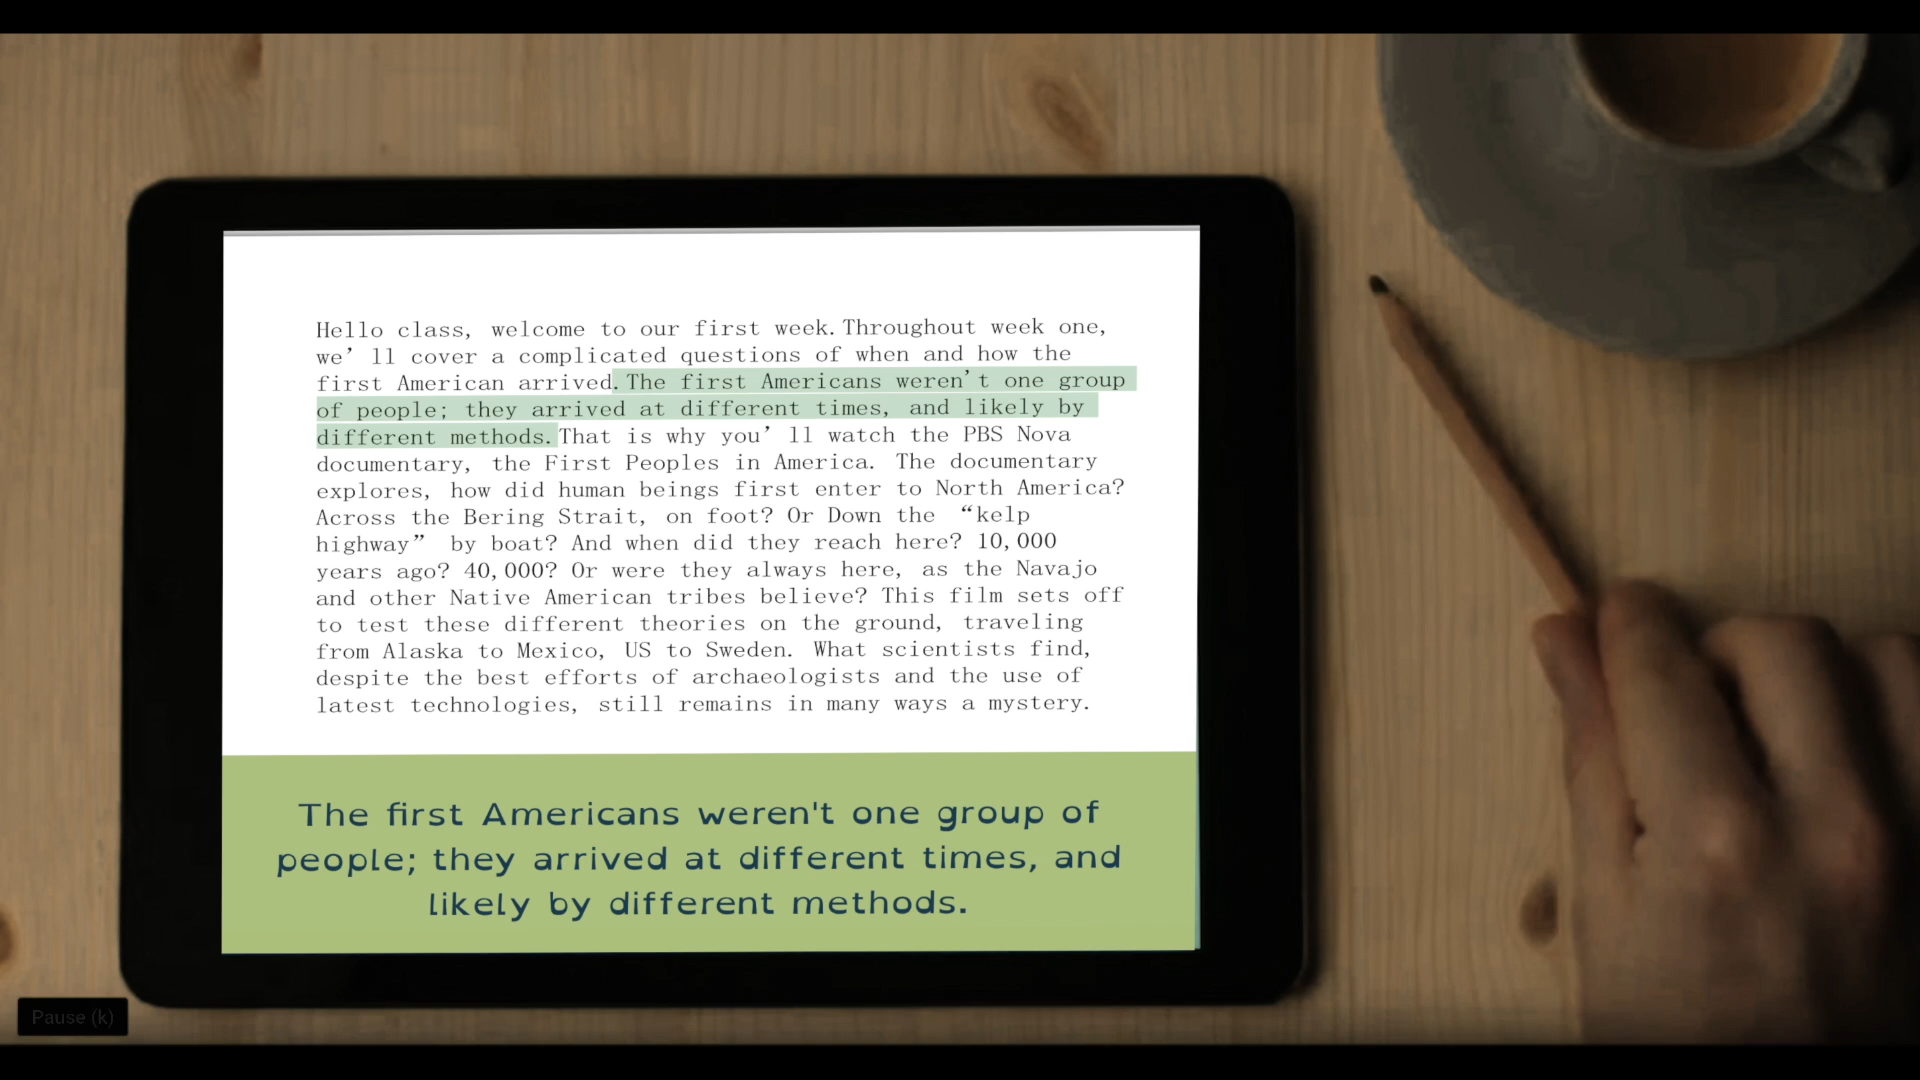 Hello class, welcome to our first week. Throughout week one,
we’ ll cover a complicated questions of when and how the
first American arrived. The first Americans weren't one group
of people; they arrived at different times, and likely by
different methods. That is why you’ ll watch the PBS Nova
documentary, the First Peoples in America. The documentary
explores, how did human beings first enter to North America?
Across the Bering Strait, on foot? Or Down the “kelp
highway” by boat? And when did they reach here? 10,000
years ago? 40,000? Or were they always here, as the Navajo
and other Native American tribes believe? This film sets off
to test these different theories on the ground, traveling
from Alaska to Mexico, US to Sweden. What scientists find,
despite the best efforts of archaeologists and the use of
latest technologies, still remains in many ways a mystery.
The first Americans weren't one group of
people; they arrived at different times, and
likely by different methods.
Pause (k)